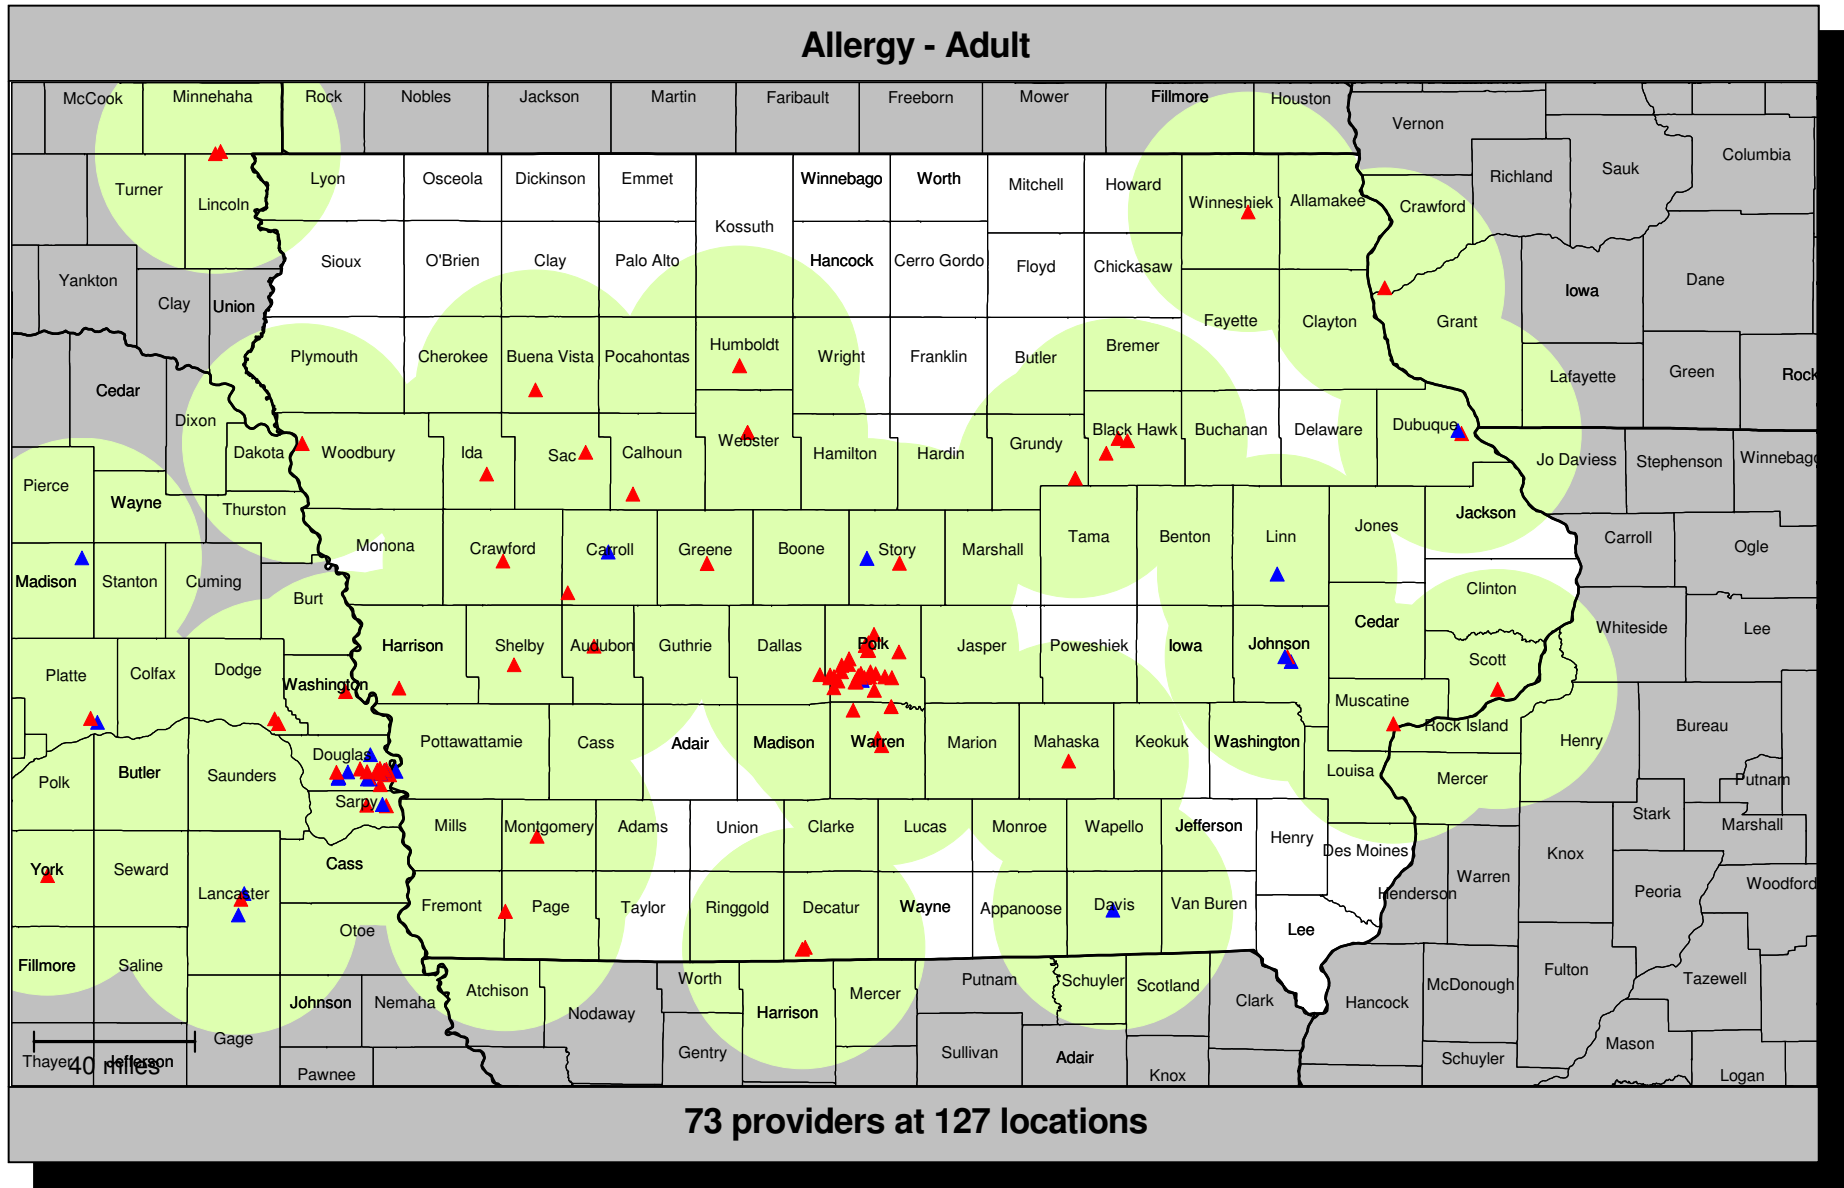 Allergy - Adult
McCook Minnehaha Rock Nobles Jackson Martin Faribault Freeborn Mower Fillmore Houston
Vernon
Columbia
Sauk
Richland
Turner Lincoln Lyon Osceola Dickinson Emmet Winnebago Worth Mitchell Howard Winneshiek Allamakee Crawford
Kossuth
Yankton Clay Union Sioux O'Brien Clay Palo Alto Hancock Cerro Gordo Floyd Chickasaw Iowa Dane
Fayette Clayton Grant
Plymouth Cherokee Buena Vista Pocahontas Humboldt Wright Franklin Butler Bremer
Cedar Lafayette Green Rock
Dixon Dakota Woodbury Ida Sac Calhoun Webster Hamilton Hardin Grundy Black Hawk Buchanan Delaware Dubuque
Jo Daviess Stephenson Winnebago
Pierce Wayne Thurston
Monona Crawford Carroll Greene Boone Story Marshall Tama Benton Linn Jones Jackson Carroll Ogle
Madison Stanton Cuming Burt Clinton
Harrison Shelby Audubon Guthrie Dallas Polk Jasper Poweshiek Iowa Johnson Cedar Scott Whiteside Lee
Platte Colfax Dodge Washington Muscatine Rock Island
Douglas Pottawattamie Cass Adair Madison Warren Marion Mahaska Keokuk Washington Henry Bureau
Polk Butler Saunders Sarpy Louisa Mercer Putnam
Mills Montgomery Adams Union Clarke Lucas Monroe Wapello Jefferson Henry Des Moines Stark Marshall
York Seward Cass Lancaster Knox Warren Henderson Peoria Woodford
Otoe Fremont Page Taylor Ringgold Decatur Wayne Appanoose Davis Van Buren Lee
Fillmore Saline Atchison Worth Mercer Putnam Schuyler Scotland McDonough Fulton Tazewell
Johnson Nemaha Nodaway Harrison Clark Hancock
Gage Gentry Sullivan Adair Schuyler Mason
Thayer Jefferson Pawnee Knox Logan
40 miles
73 providers at 127 locations